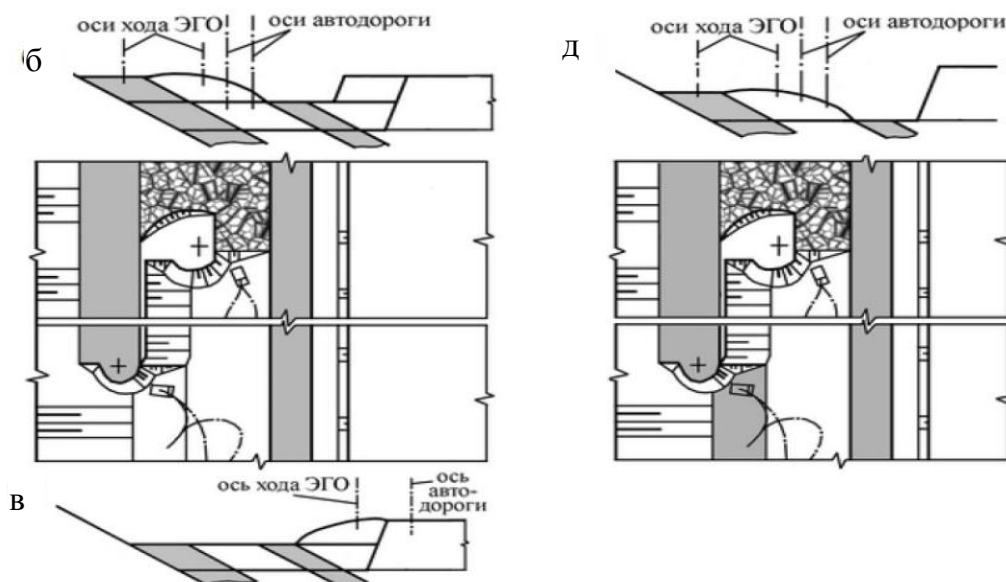 б
оси хода ЭГО
оси автодороги
д
оси хода ЭГО
оси автодороги
в
ось хода ЭГО
ось
авто-
дороги